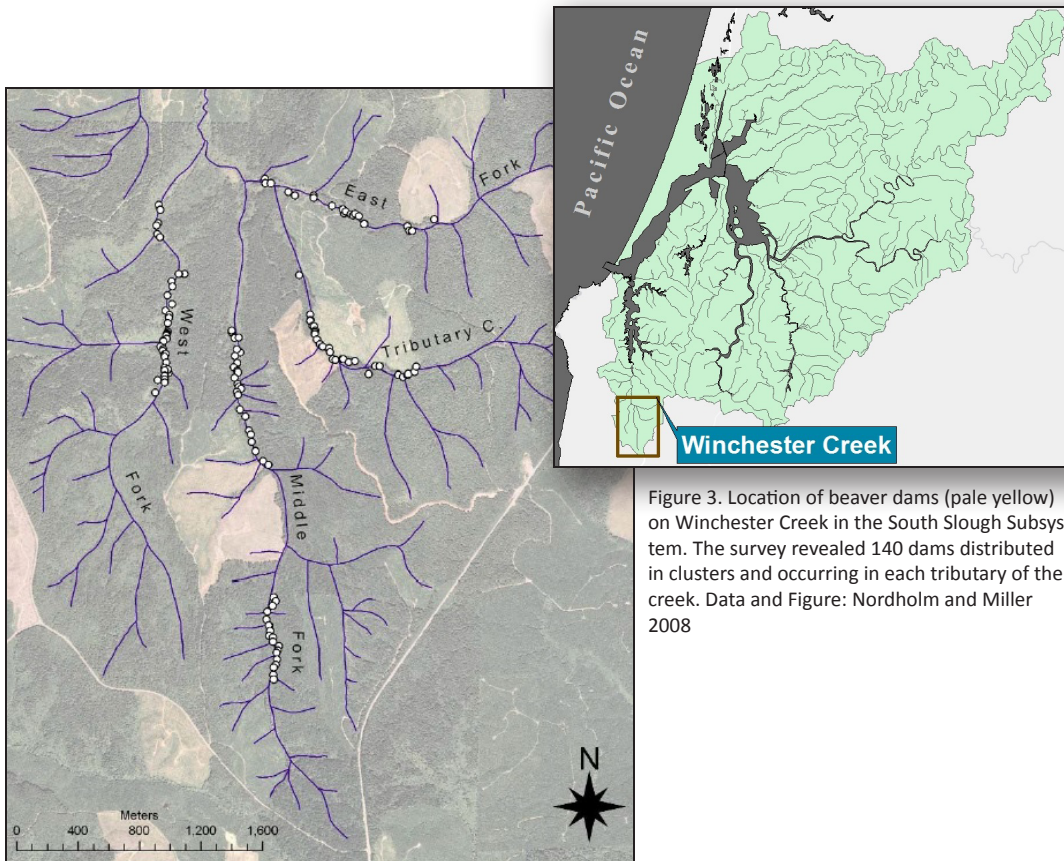 Pacific Ocean
Winchester Creek
East Fork
West Fork
Tributary C.
Middle Fork
N
Meters
0 400 800 1,200 1,600
Figure 3. Location of beaver dams (pale yellow)
on Winchester Creek in the South Slough Subsys
tem. The survey revealed 140 dams distributed
in clusters and occurring in each tributary of the
creek. Data and Figure: Nordholm and Miller
2008